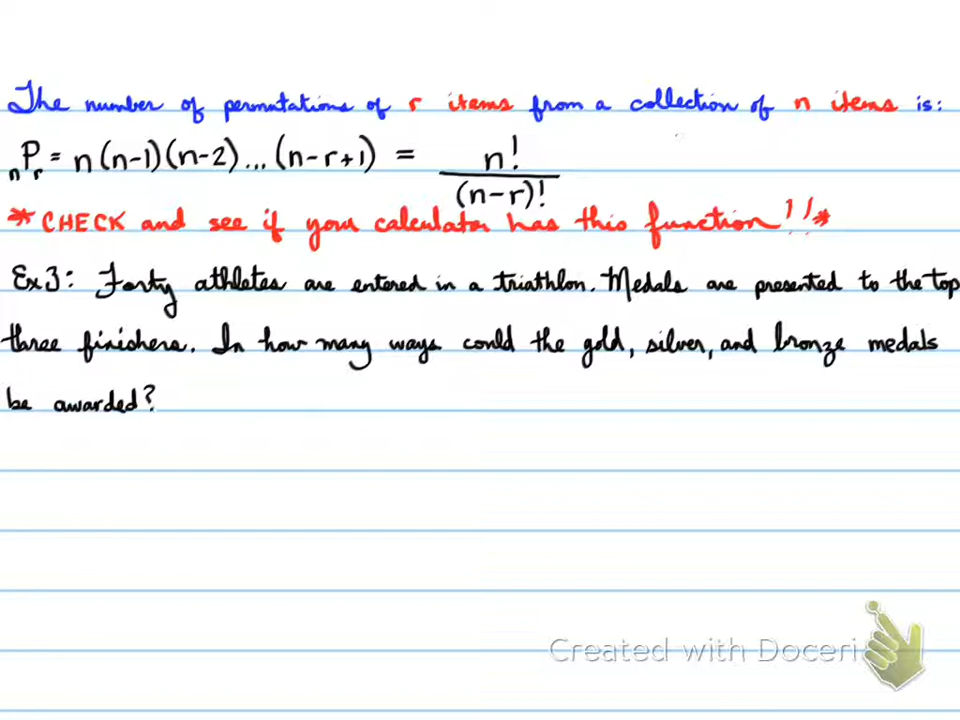 The number of permutations of r items from a collection of n items is:
nPr = n(n-1)(n-2)...(n-r+1) = n!/(n-r)!
*CHECK and see if your calculator has this function!!*
Ex3: Forty athletes are entered in a triathlon. Medals are presented to the top
three finishers. In how many ways could the gold, silver, and bronze medals
be awarded?
Created with Doceri